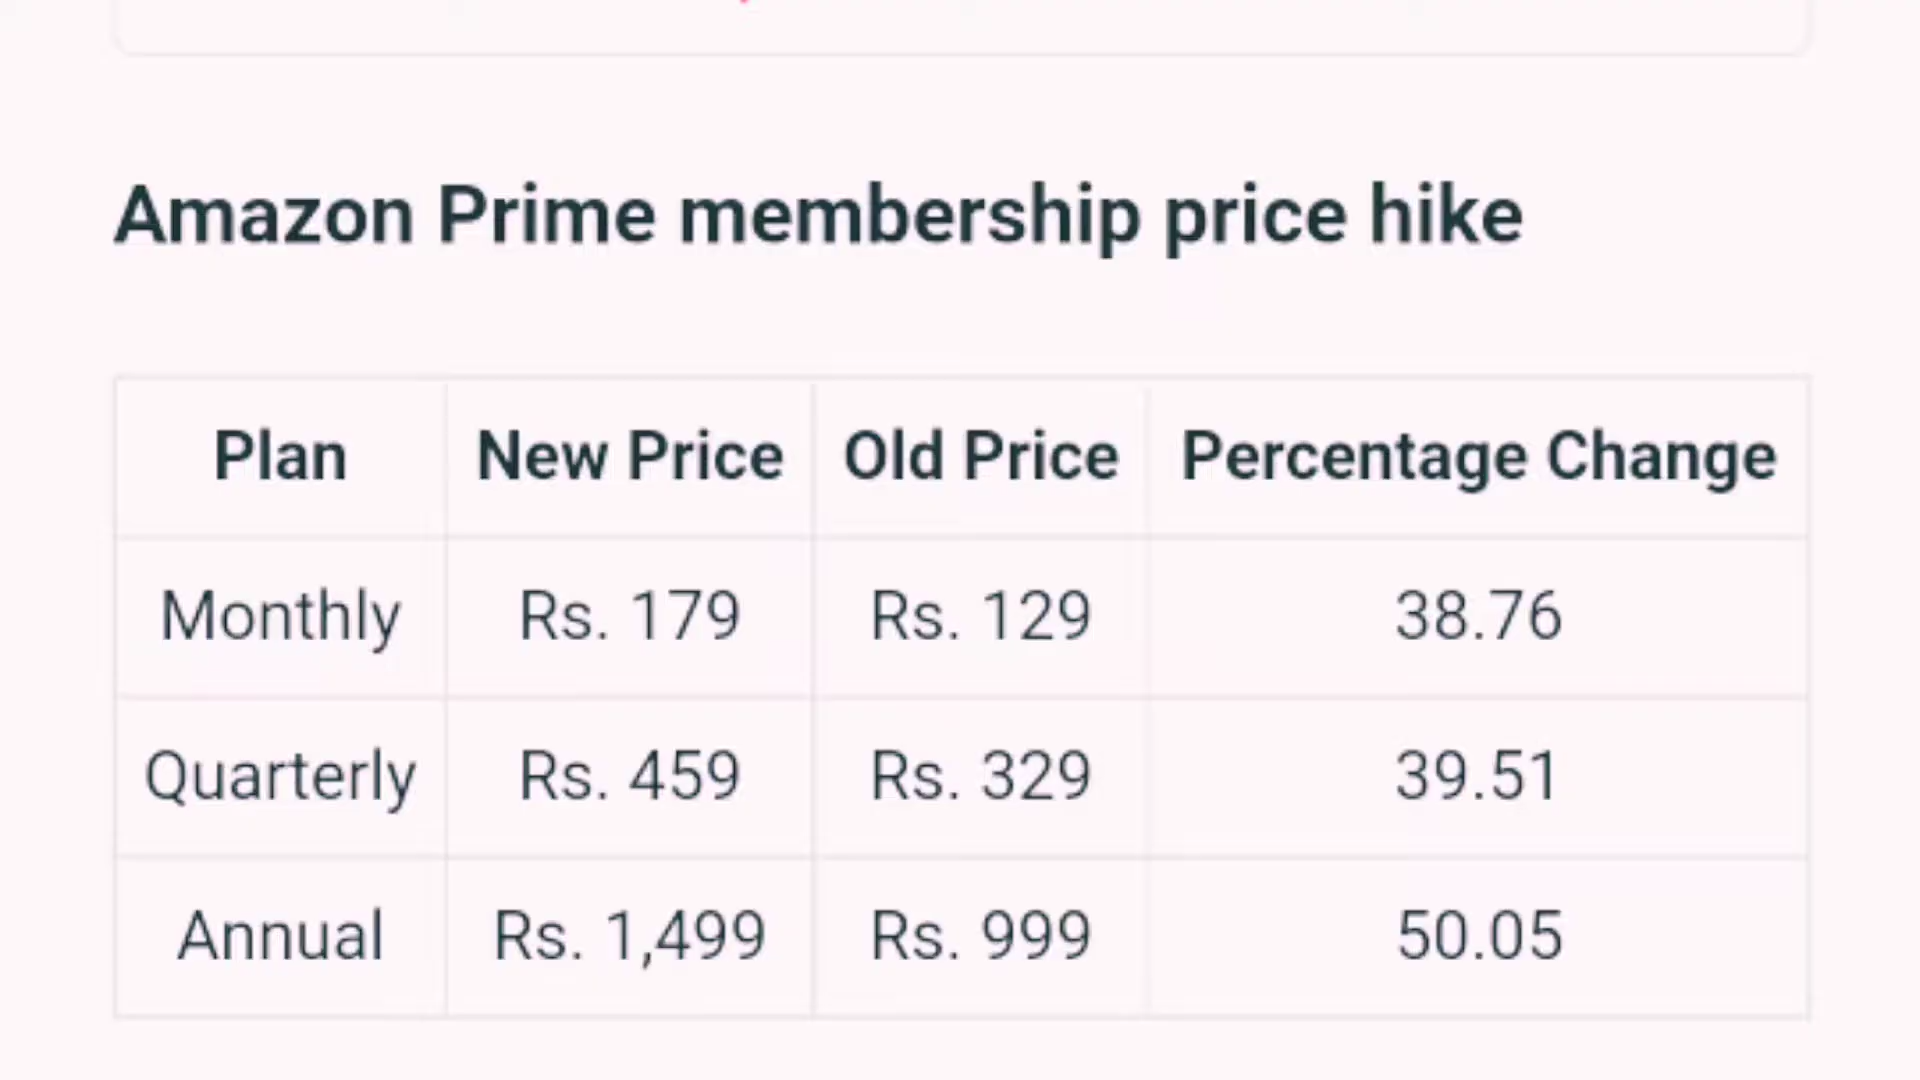 Amazon Prime membership price hike
Plan New Price Old Price Percentage Change
Monthly Rs. 179 Rs. 129 38.76
Quarterly Rs. 459 Rs. 329 39.51
Annual Rs. 1,499 Rs. 999 50.05